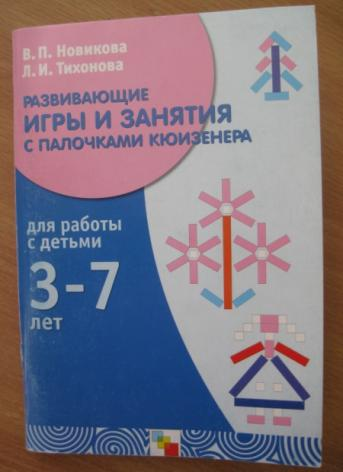 В. П. Новикова
Л. И. Тихонова
РАЗВИВАЮЩИЕ
ИГРЫ И ЗАНЯТИЯ
С ПАЛОЧКАМИ КЮИЗЕНЕРА
для работы
с детьми
3-7
лет